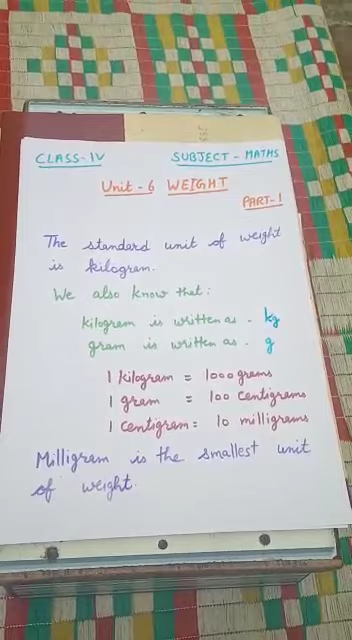 CLASS-IV SUBJECT - MATHS
Unit-6 WEIGHT
PART-1
The standard unit of weight
is kilogram.
We also know that:
kilogram is written as - kg
gram is written as - g
1 kilogram = 1000 grams
1 gram = 100 centigrams
1 centigram = 10 milligrams
Milligram is the smallest unit
of weight.